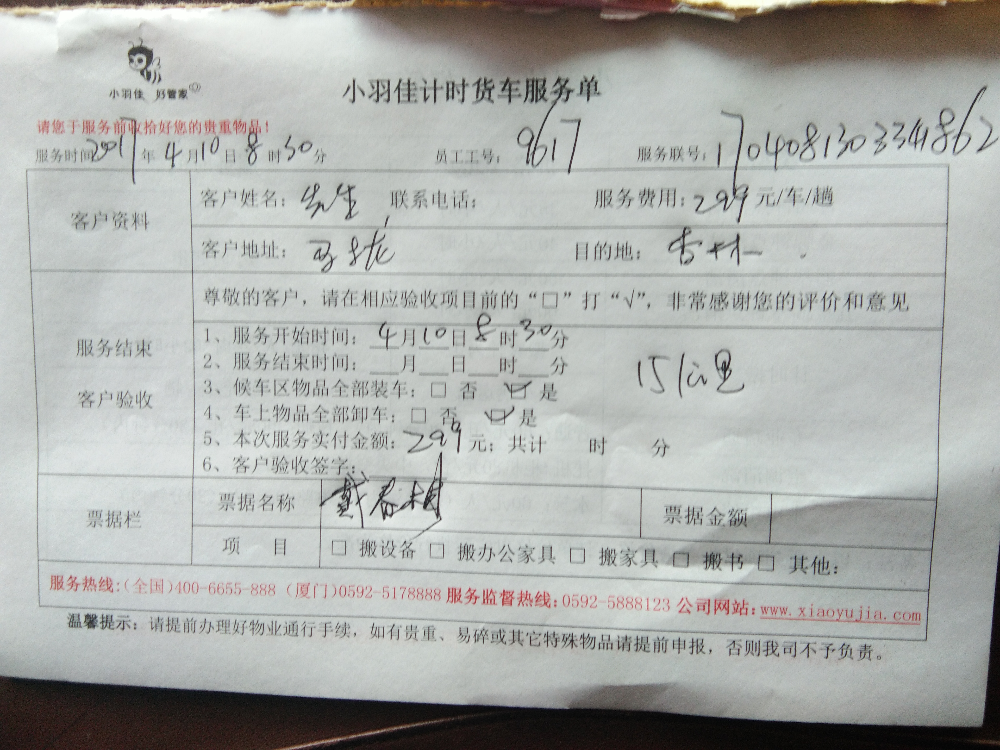 小羽佳 好管家
小羽佳计时货车服务单
请您于服务前收拾好您的贵重物品!
服务时间2017年4月10日8时30分 员工工号: 9617 服务联号: 170408130334862
客户资料
客户姓名: 先生 联系电话: 服务费用: 299元/车/趟
客户地址: 目的地: 杏林
尊敬的客户，请在相应验收项目前的“□”打“√”，非常感谢您的评价和意见
服务结束
客户验收
1、服务开始时间: 4月10日8时30分
2、服务结束时间: 月 日 时 分
15公里
3、候车区物品全部装车: □ 否 ☑ 是
4、车上物品全部卸车: □ 否 ☑ 是
5、本次服务实付金额: 299元; 共计 时 分
6、客户验收签字: 戴春树
票据栏
票据名称 票据金额
项 目 □ 搬设备 □ 搬办公家具 □ 搬家具 □ 搬书 □ 其他:
服务热线:(全国)400-6655-888 (厦门)0592-5178888 服务监督热线:0592-5888123 公司网站:www.xiaoyujia.com
温馨提示: 请提前办理好物业通行手续, 如有贵重、易碎或其它特殊物品请提前申报, 否则我司不予负责。